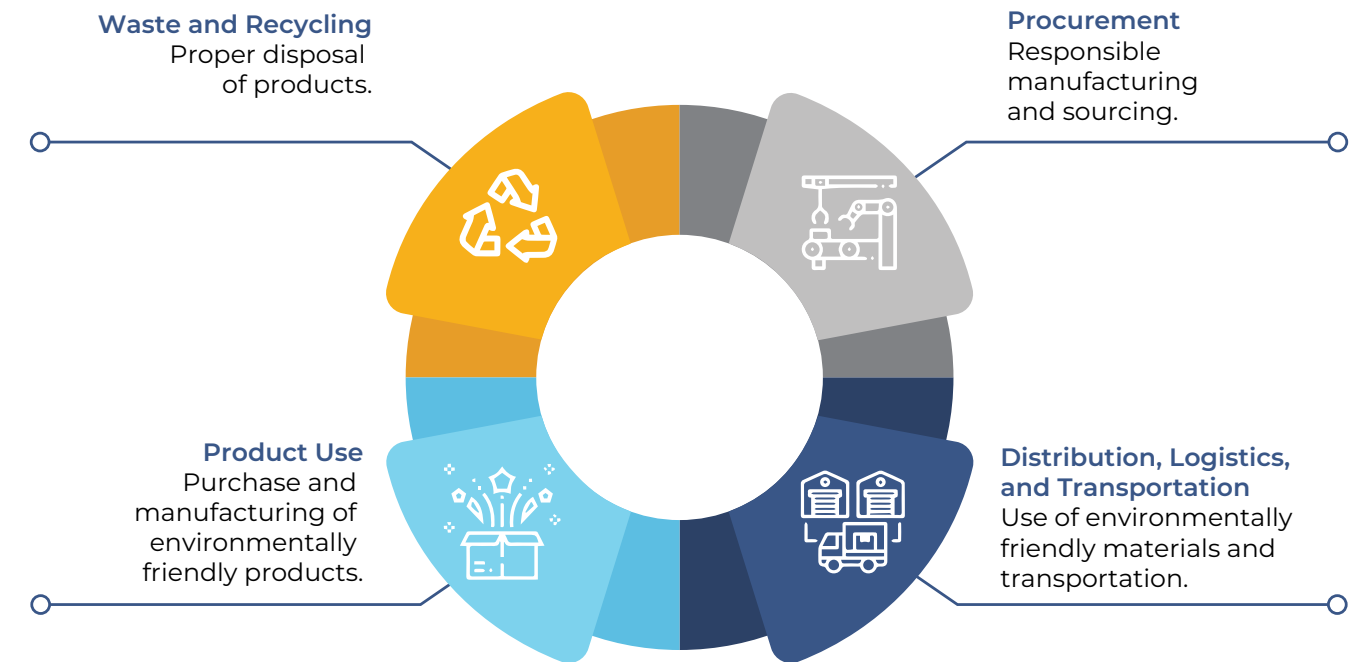 Waste and Recycling
Proper disposal
of products.
Procurement
Responsible
manufacturing
and sourcing.
Product Use
Purchase and
manufacturing of
environmentally
friendly products.
Distribution, Logistics,
and Transportation
Use of environmentally
friendly materials and
transportation.